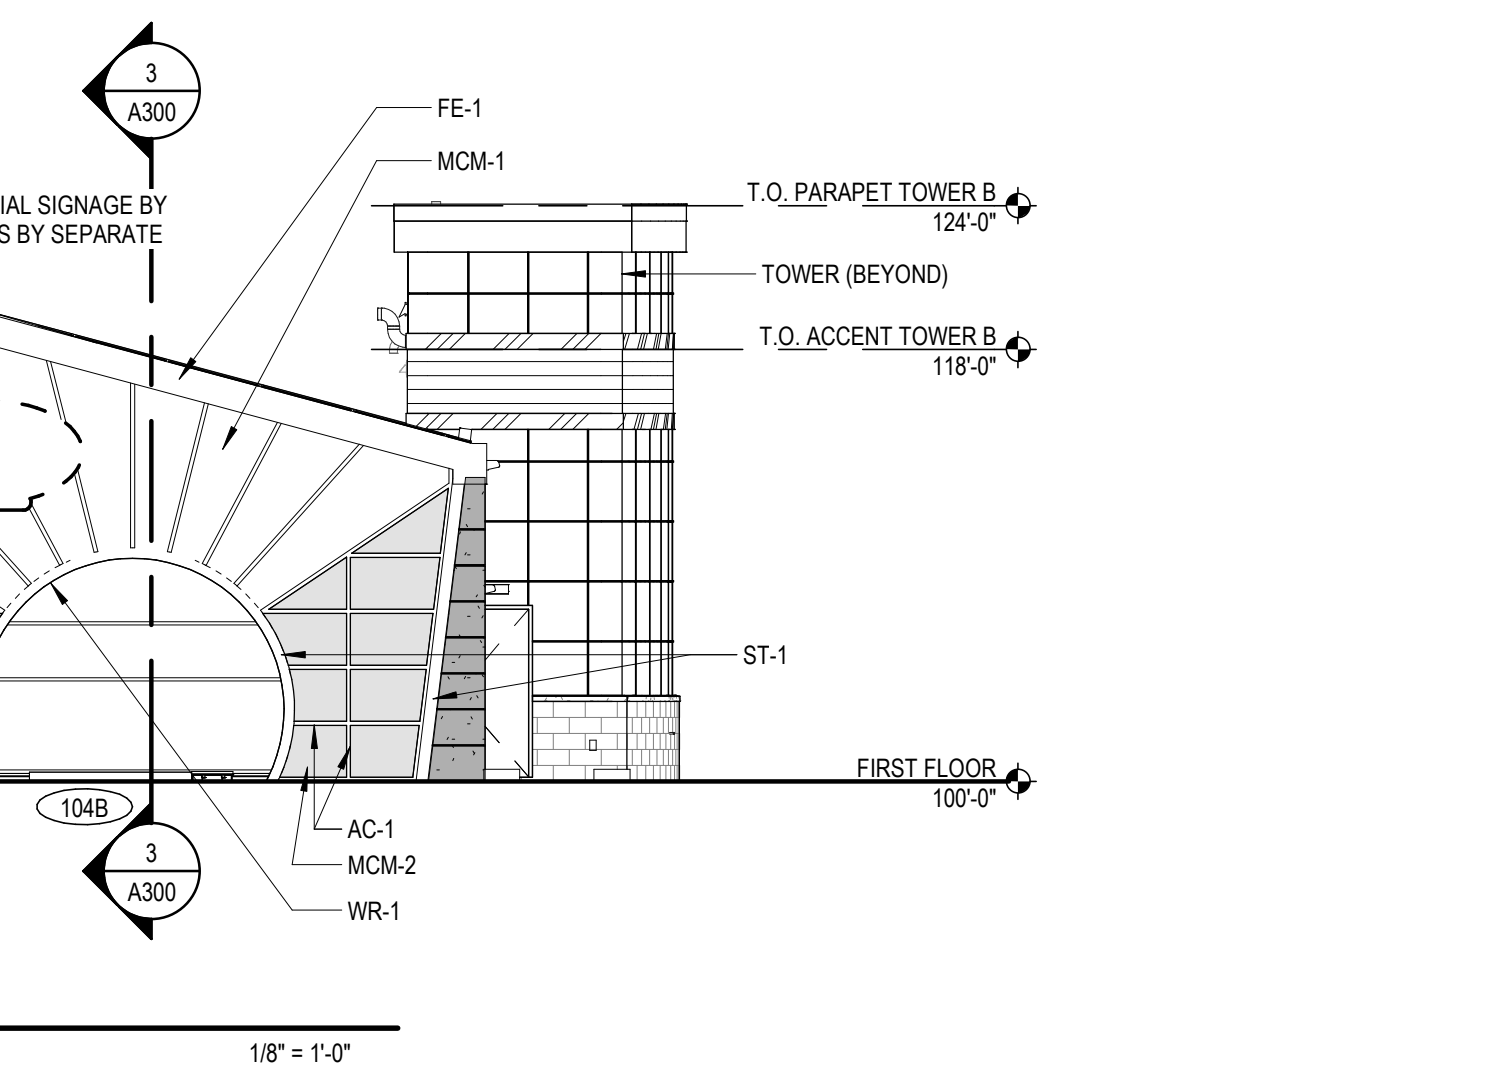 3
A300
FE-1
MCM-1
IAL SIGNAGE BY
S BY SEPARATE
T.O. PARAPET TOWER B
124'-0"
TOWER (BEYOND)
T.O. ACCENT TOWER B
118'-0"
ST-1
FIRST FLOOR
100'-0"
104B
AC-1
MCM-2
WR-1
3
A300
1/8" = 1'-0"